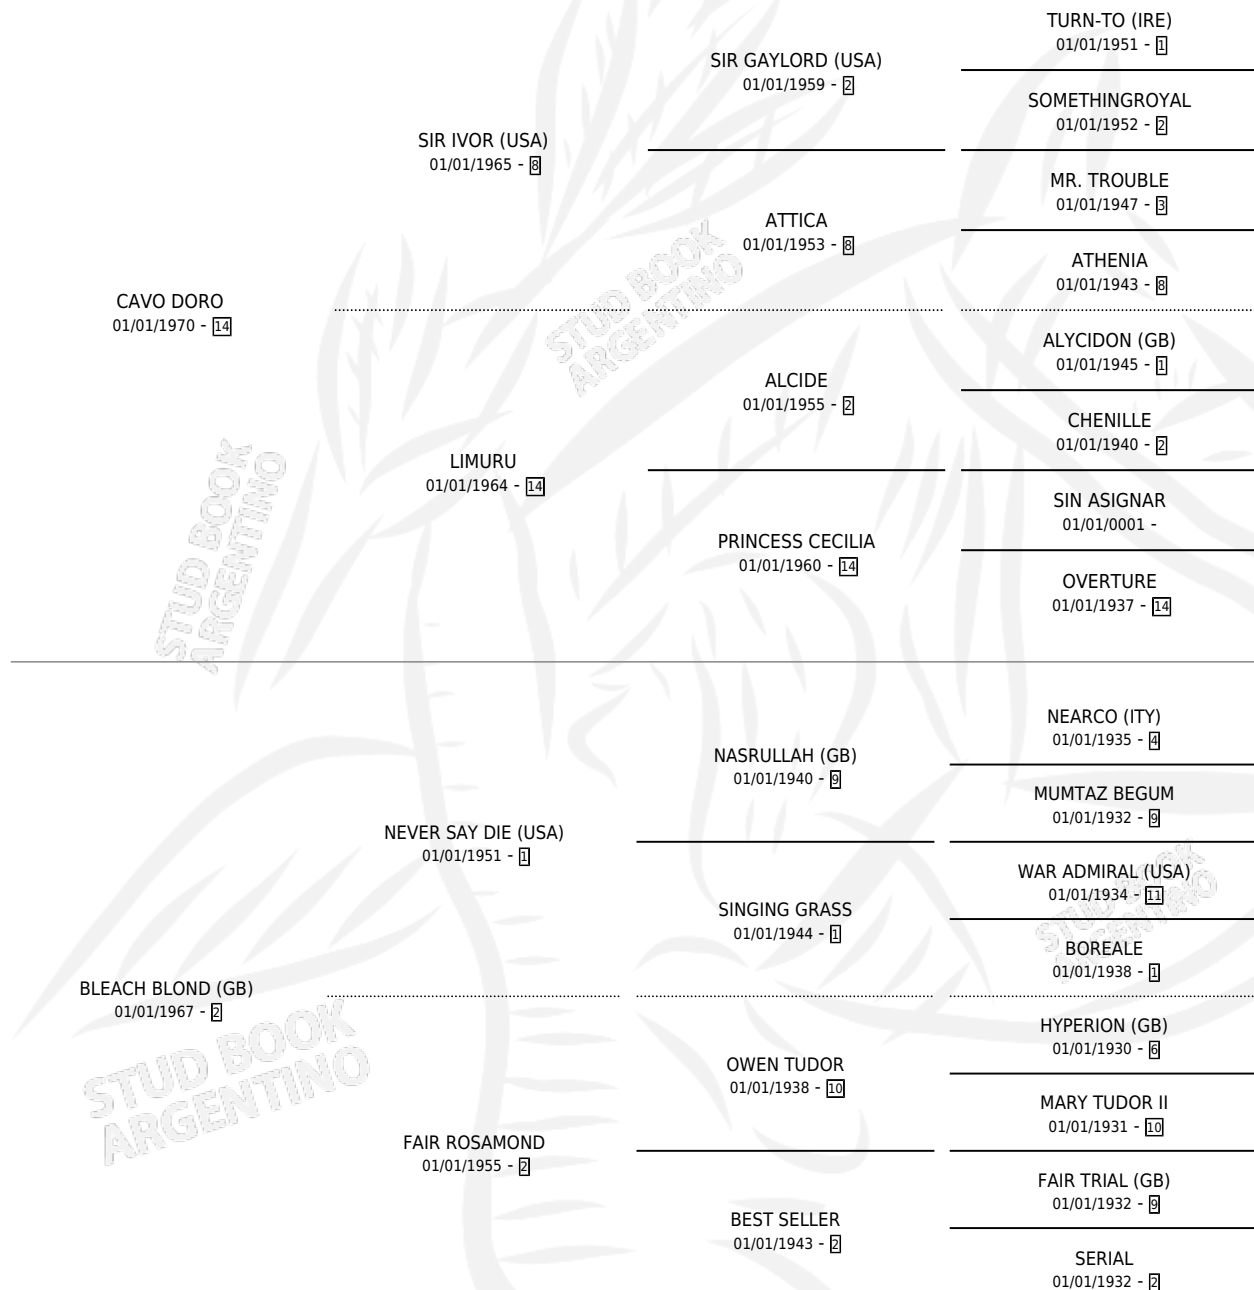 TURN-TO (IRE)
01/01/1951 - 1
SIR GAYLORD (USA)
01/01/1959 - 2
SOMETHINGROYAL
01/01/1952 - 2
SIR IVOR (USA)
01/01/1965 - 8
MR. TROUBLE
01/01/1947 - 3
ATTICA
01/01/1953 - 8
ATHENIA
01/01/1943 - 8
CAVO DORO
01/01/1970 - 14
ALYCIDON (GB)
01/01/1945 - 1
ALCIDE
01/01/1955 - 2
CHENILLE
01/01/1940 - 2
LIMURU
01/01/1964 - 14
SIN ASIGNAR
01/01/0001 -
PRINCESS CECILIA
01/01/1960 - 14
OVERTURE
01/01/1937 - 14
NEARCO (ITY)
01/01/1935 - 4
NASRULLAH (GB)
01/01/1940 - 9
MUMTAZ BEGUM
01/01/1932 - 9
NEVER SAY DIE (USA)
01/01/1951 - 1
WAR ADMIRAL (USA)
01/01/1934 - 11
SINGING GRASS
01/01/1944 - 1
BOREALE
01/01/1938 - 1
BLEACH BLOND (GB)
01/01/1967 - 2
HYPERION (GB)
01/01/1930 - 6
OWEN TUDOR
01/01/1938 - 10
MARY TUDOR II
01/01/1931 - 10
FAIR ROSAMOND
01/01/1955 - 2
FAIR TRIAL (GB)
01/01/1932 - 9
BEST SELLER
01/01/1943 - 2
SERIAL
01/01/1932 - 2
STUD BOOK
ARGENTINO
STUD BOOK
ARGENTINO
STUD BOOK
ARGENTINO
STUD BOOK
ARGENTINO